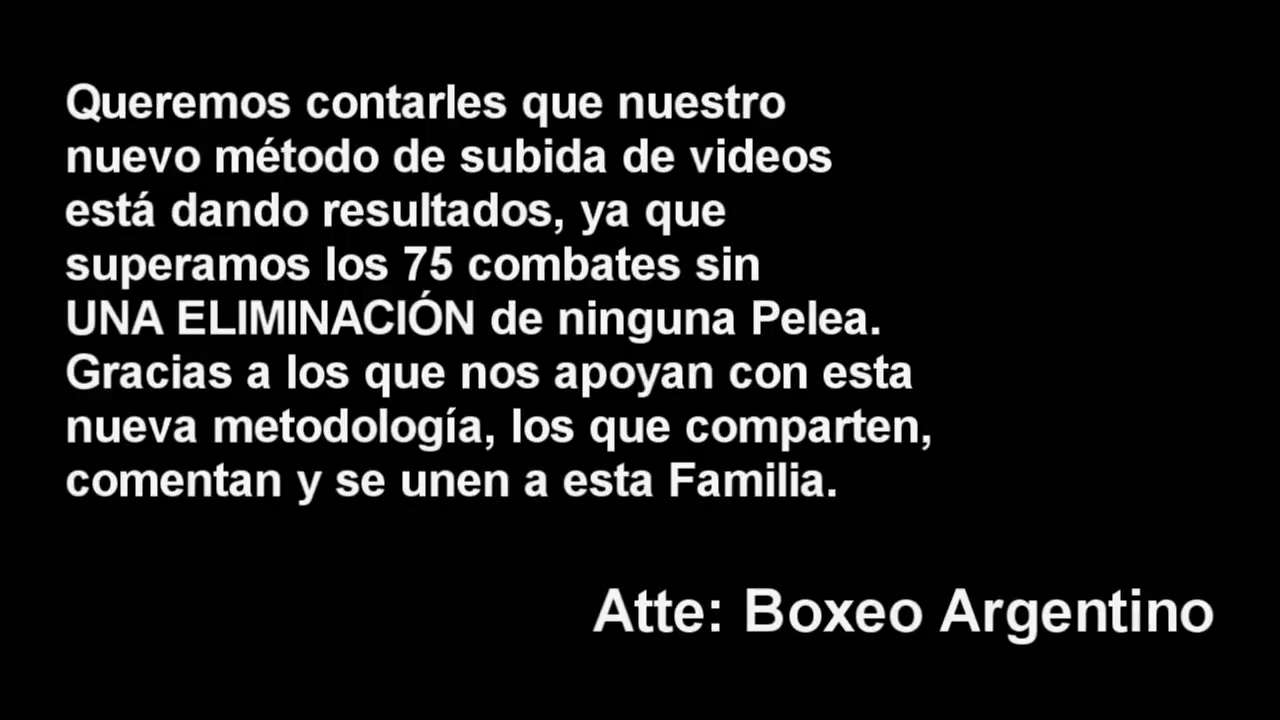 Queremos contarles que nuestro
nuevo método de subida de videos
está dando resultados, ya que
superamos los 75 combates sin
UNA ELIMINACIÓN de ninguna Pelea.
Gracias a los que nos apoyan con esta
nueva metodología, los que comparten,
comentan y se unen a esta Familia.
Atte: Boxeo Argentino